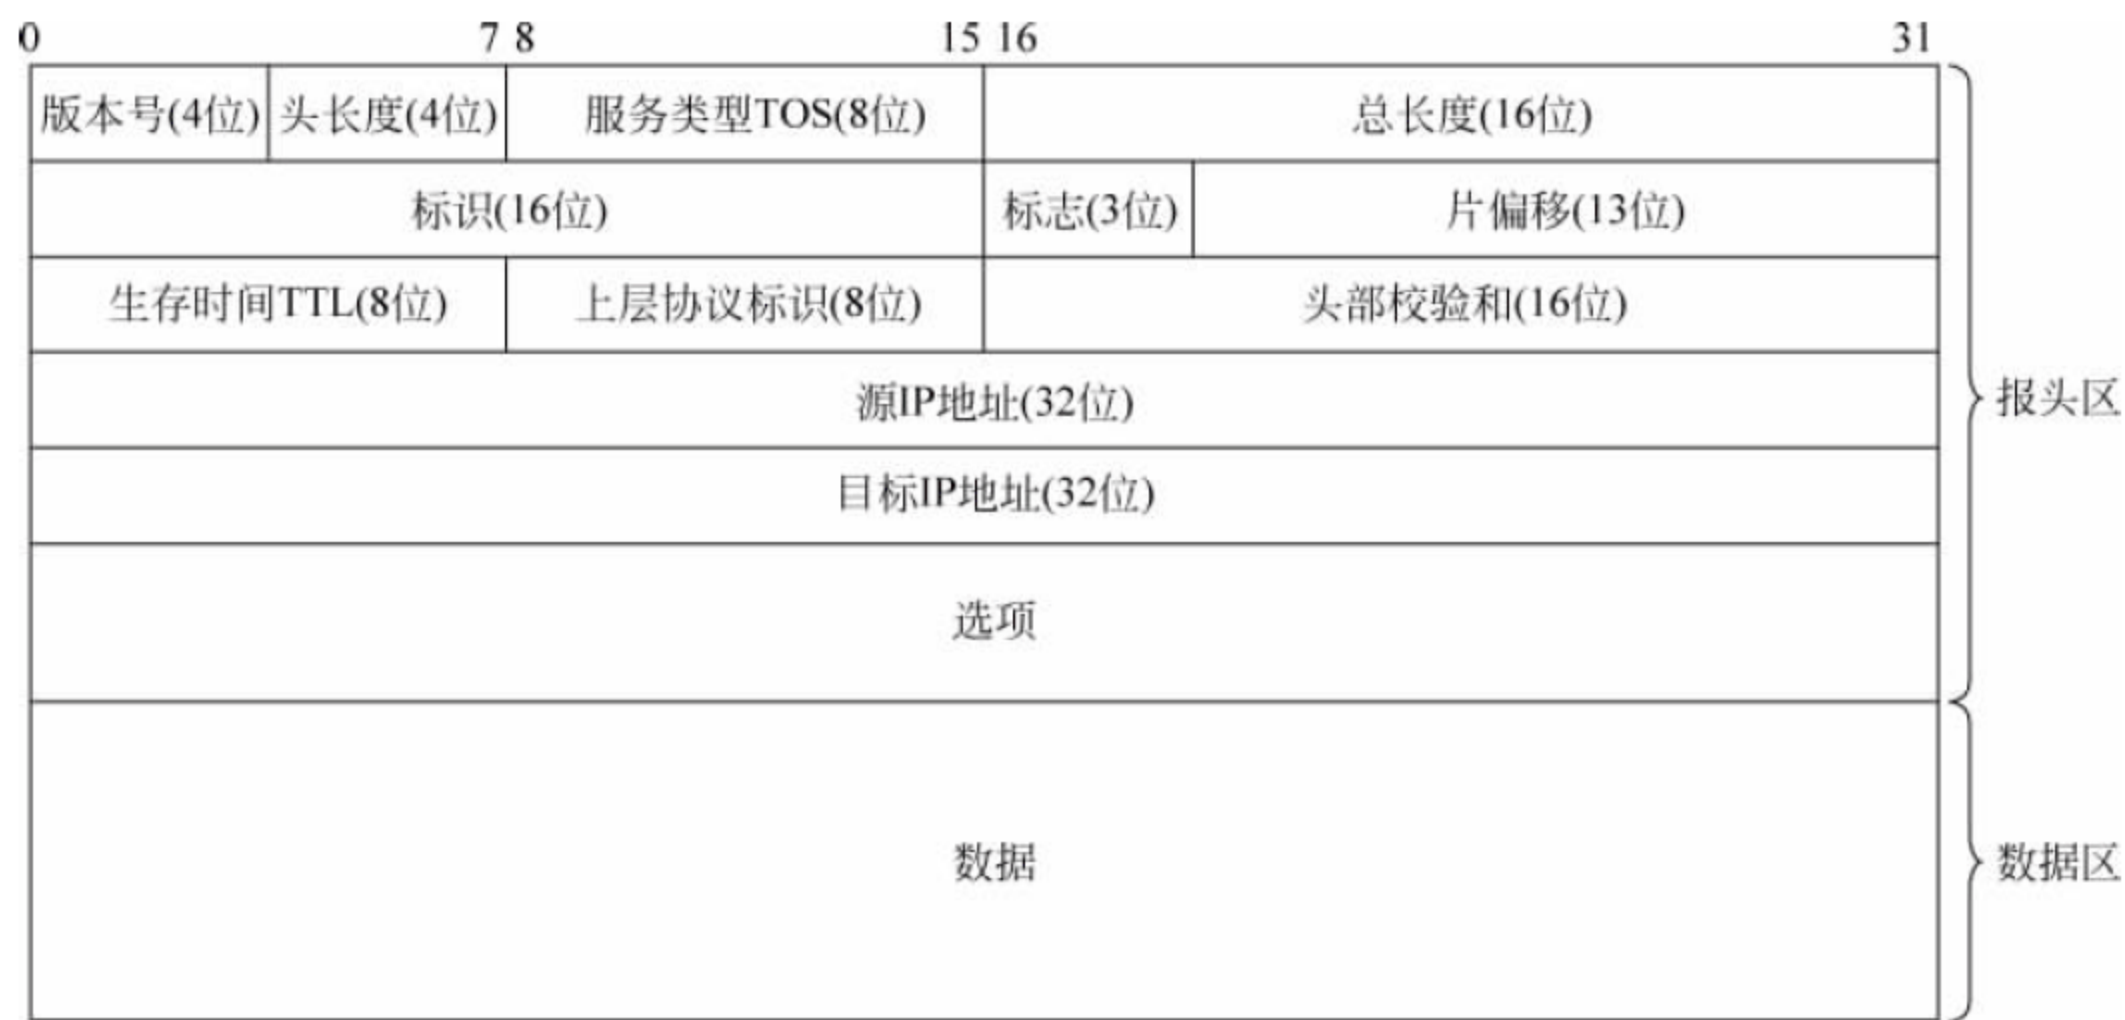 0 7 8 15 16 31
版本号(4位) 头长度(4位) 服务类型TOS(8位) 总长度(16位)
标识(16位) 标志(3位) 片偏移(13位)
生存时间TTL(8位) 上层协议标识(8位) 头部校验和(16位)
源IP地址(32位)
报头区
目标IP地址(32位)
选项
数据
数据区